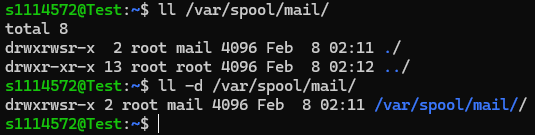 s1114572@Test:~$ ll /var/spool/mail/
total 8
drwxrwsr-x  2 root mail 4096 Feb  8 02:11 ./
drwxr-xr-x 13 root root 4096 Feb  8 02:12 ../
s1114572@Test:~$ ll -d /var/spool/mail/
drwxrwsr-x 2 root mail 4096 Feb  8 02:11 /var/spool/mail//
s1114572@Test:~$